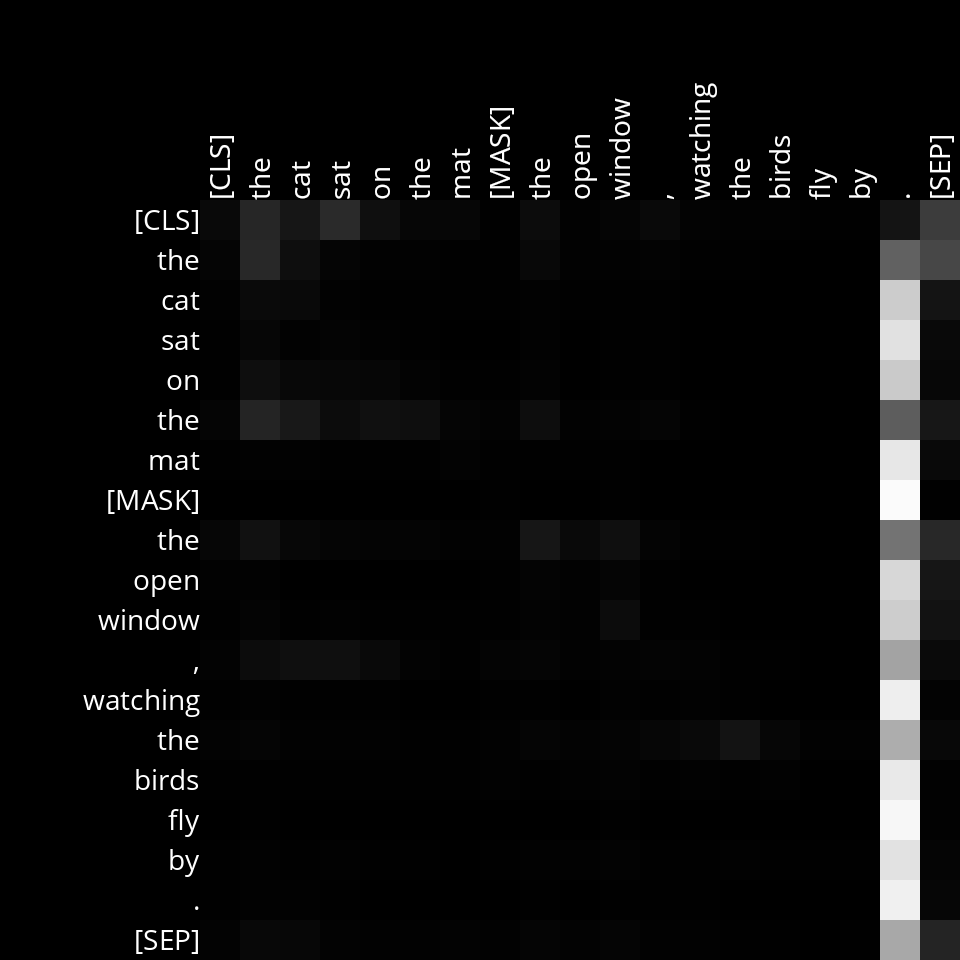 [CLS] the cat sat on the mat [MASK] the open window , watching the birds fly by . [SEP]
[CLS]
the
cat
sat
on
the
mat
[MASK]
the
open
window
,
watching
the
birds
fly
by
.
[SEP]